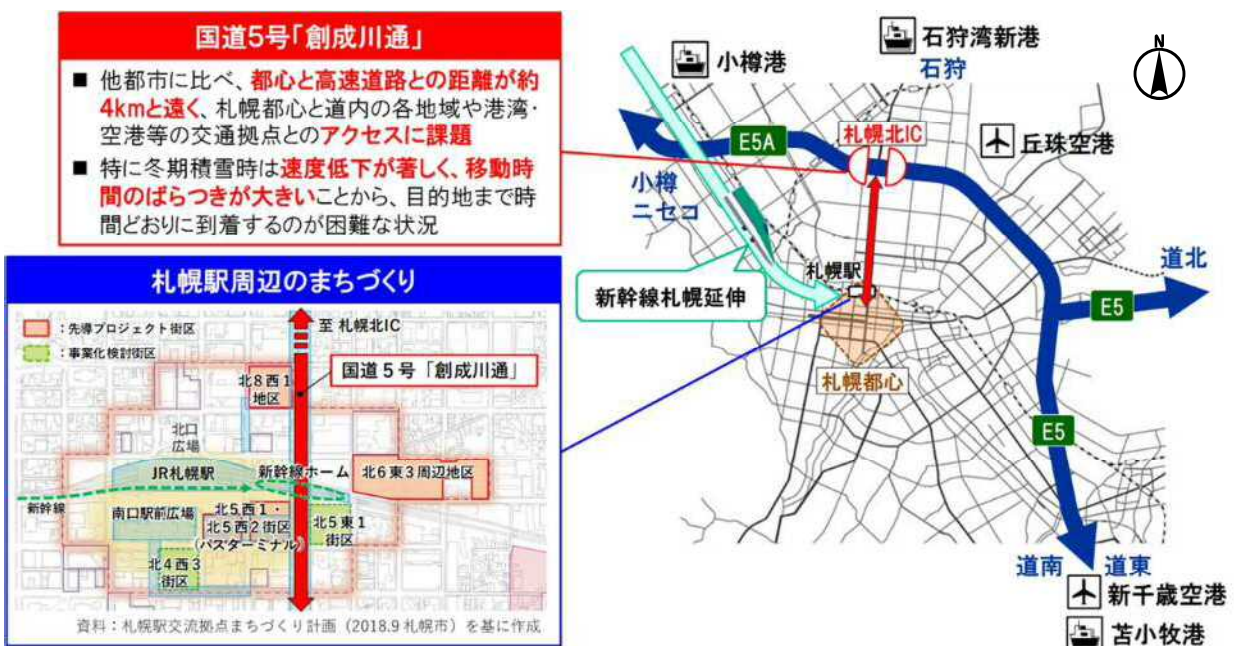 国道5号「創成川通」
■ 他都市に比べ、都心と高速道路との距離が約
4kmと遠く、札幌都心と道内の各地域や港湾・
空港等の交通拠点とのアクセスに課題
■ 特に冬期積雪時は速度低下が著しく、移動時
間のばらつきが大きいことから、目的地まで時
間どおりに到着するのが困難な状況
札幌駅周辺のまちづくり
：先導プロジェクト街区
：事業化検討街区
至 札幌北IC
国道５号「創成川通」
北８西１
地区
北口
広場
JR札幌駅
新幹線ホーム
北６東３周辺地区
新幹線
南口駅前広場
北５西１・
北５西２街区
(バスターミナル)
北５東１
街区
北４西３
街区
資料：札幌駅交流拠点まちづくり計画（2018.9 札幌市）を基に作成
小樽港
石狩湾新港
石狩
N
札幌北IC
E5A
丘珠空港
小樽
ニセコ
札幌駅
新幹線札幌延伸
道北
E5
札幌都心
E5
道南
道東
新千歳空港
苫小牧港